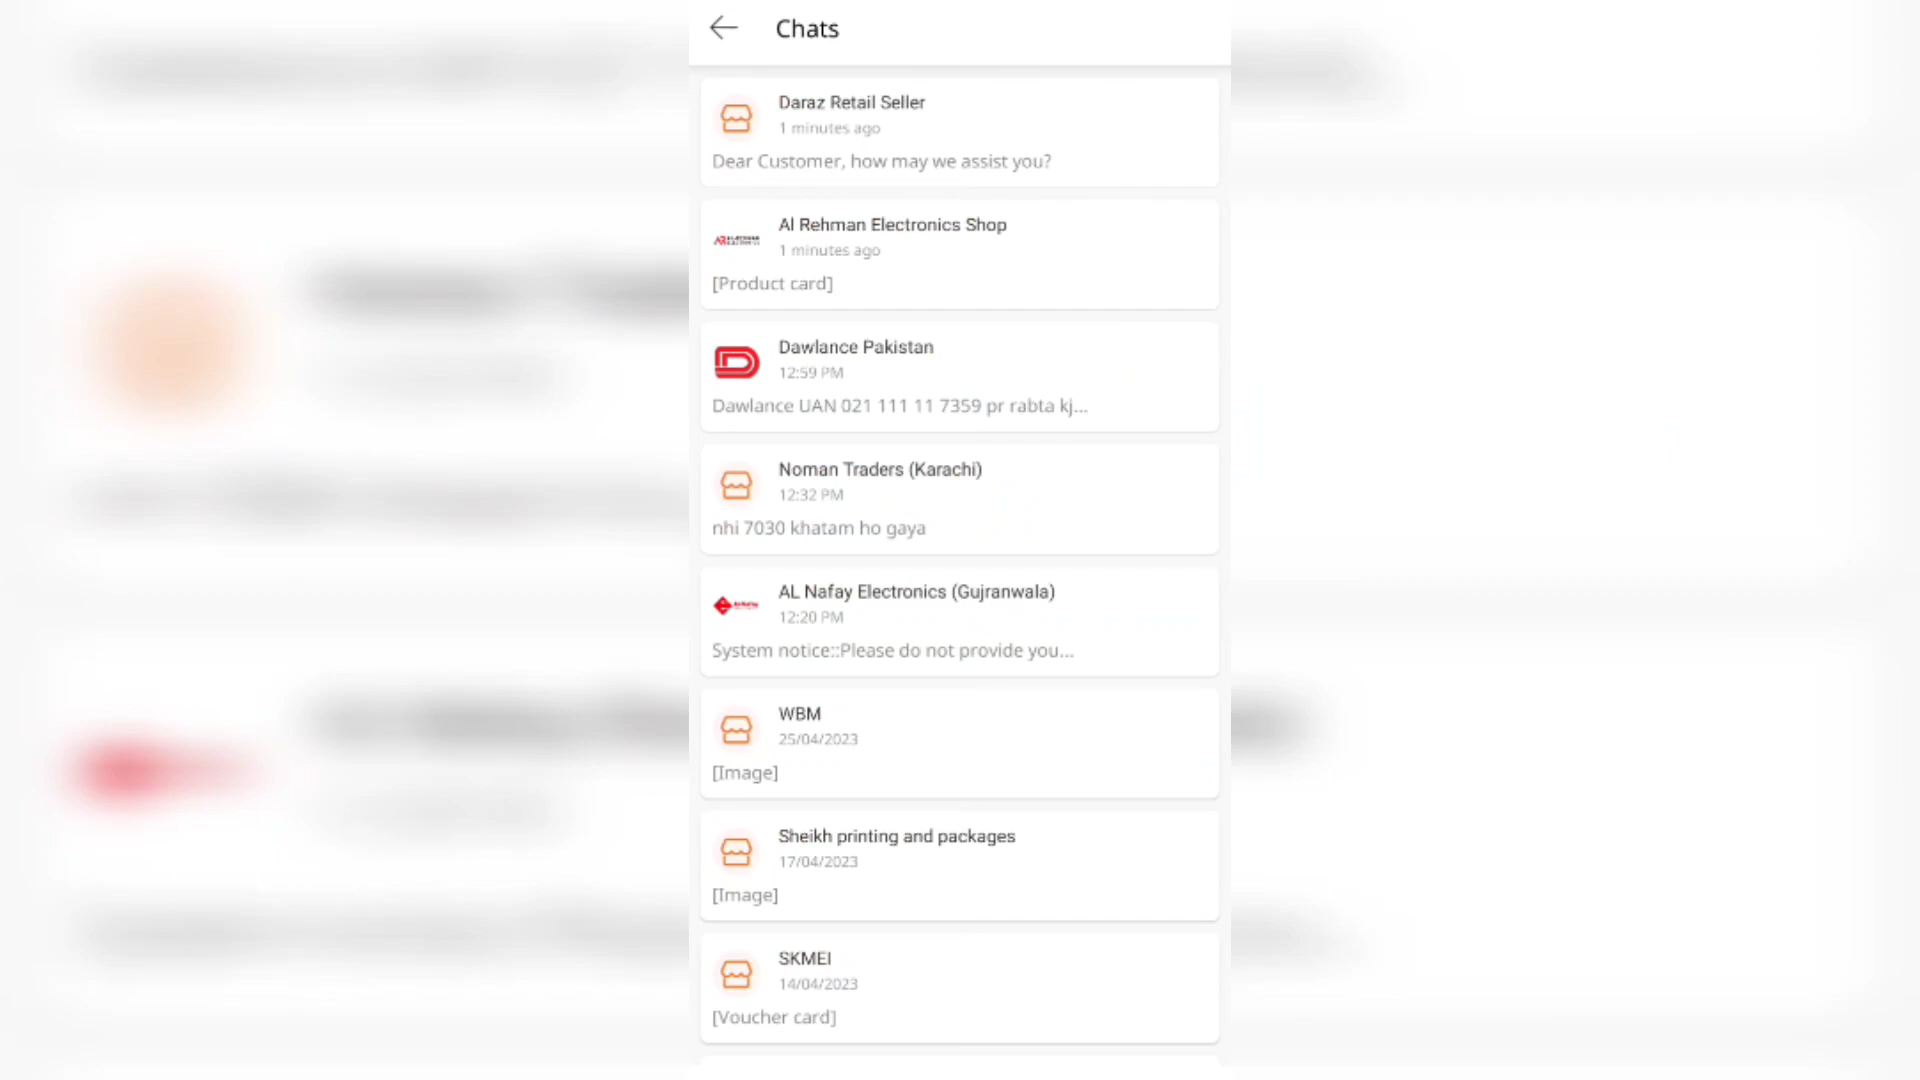 Chats
Daraz Retail Seller
1 minutes ago
Dear Customer, how may we assist you?
Al Rehman Electronics Shop
1 minutes ago
[Product card]
Dawlance Pakistan
12:59 PM
Dawlance UAN 021 111 11 7359 pr rabta kj...
Noman Traders (Karachi)
12:32 PM
nhi 7030 khatam ho gaya
AL Nafay Electronics (Gujranwala)
12:20 PM
System notice::Please do not provide you...
WBM
25/04/2023
[Image]
Sheikh printing and packages
17/04/2023
[Image]
SKMEI
14/04/2023
[Voucher card]